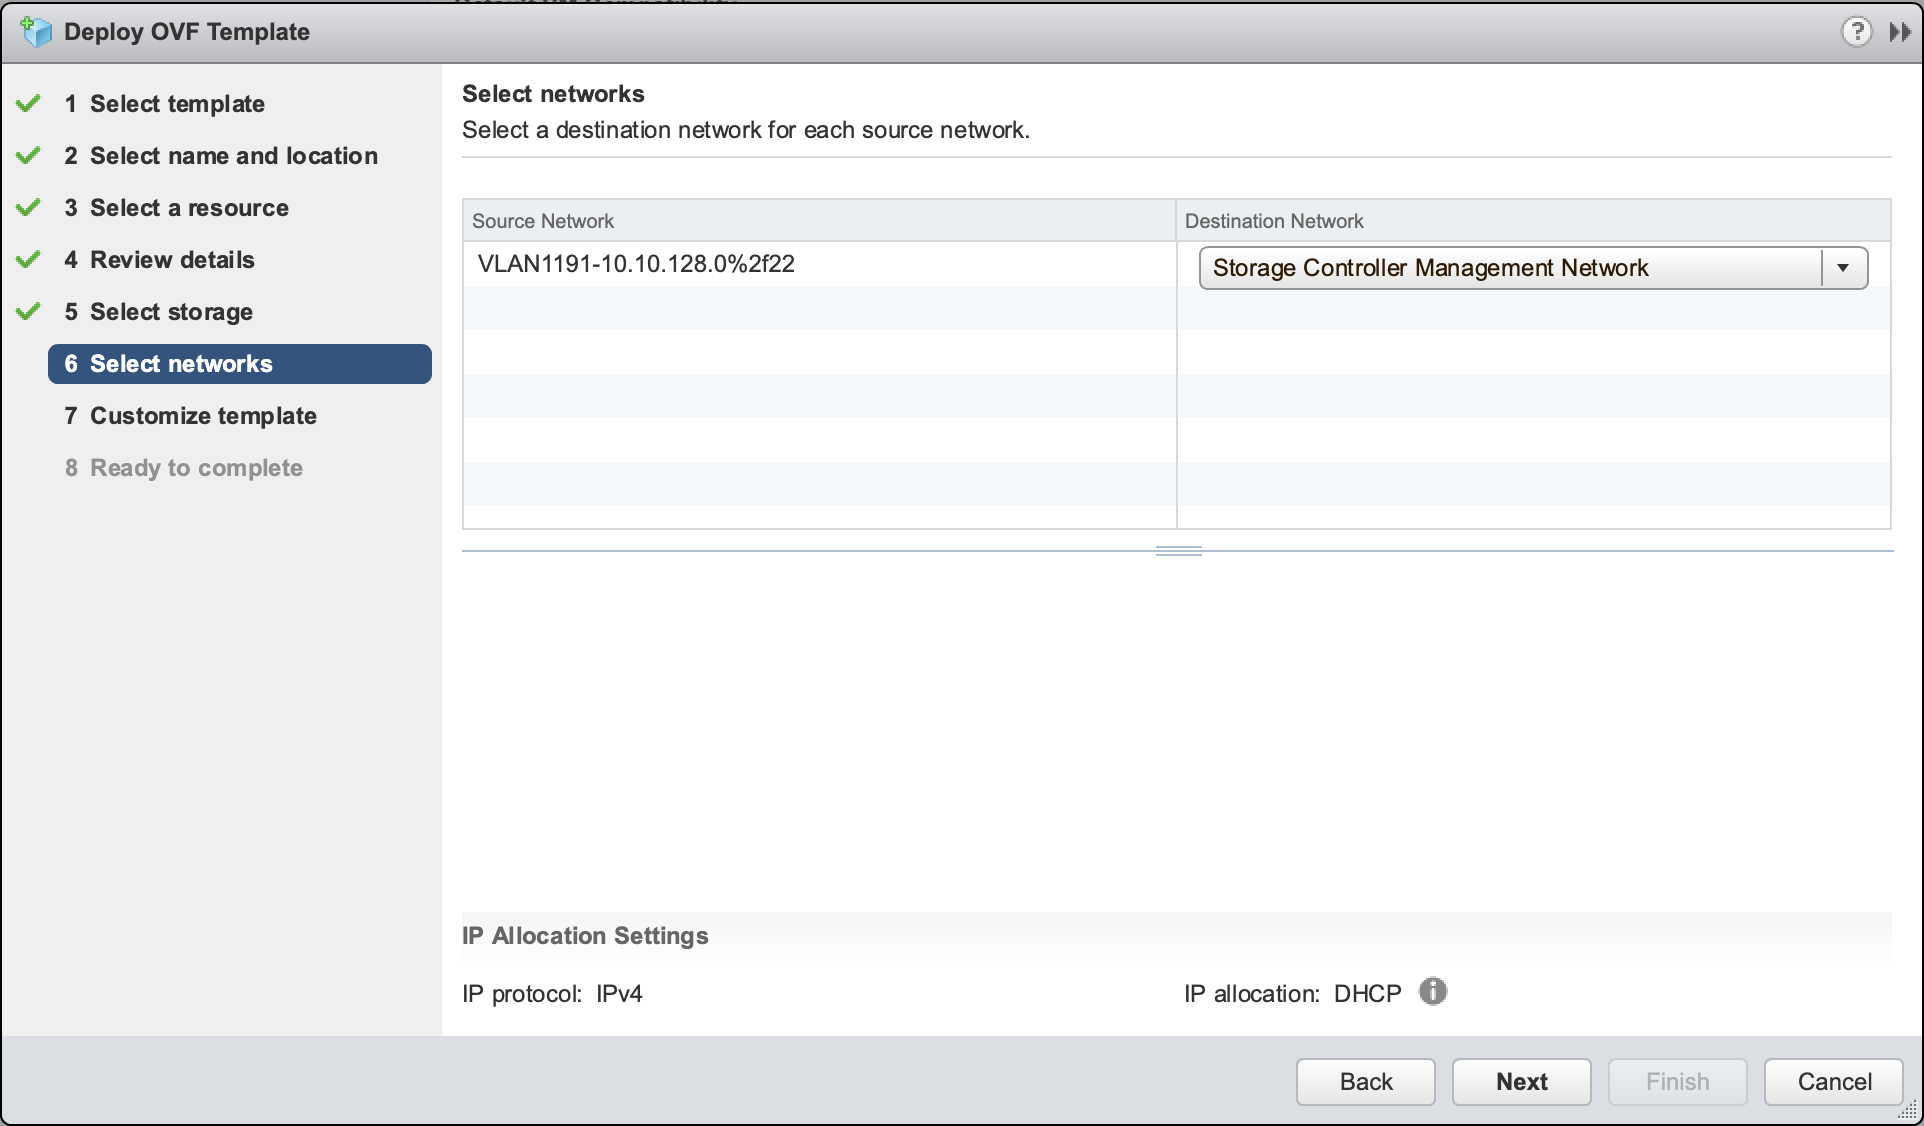 Deploy OVF Template
?
1 Select template
2 Select name and location
3 Select a resource
4 Review details
5 Select storage
6 Select networks
7 Customize template
8 Ready to complete
Select networks
Select a destination network for each source network.
Source Network
Destination Network
VLAN1191-10.10.128.0%2f22
Storage Controller Management Network
IP Allocation Settings
IP protocol: IPv4
IP allocation: DHCP
Back
Next
Finish
Cancel